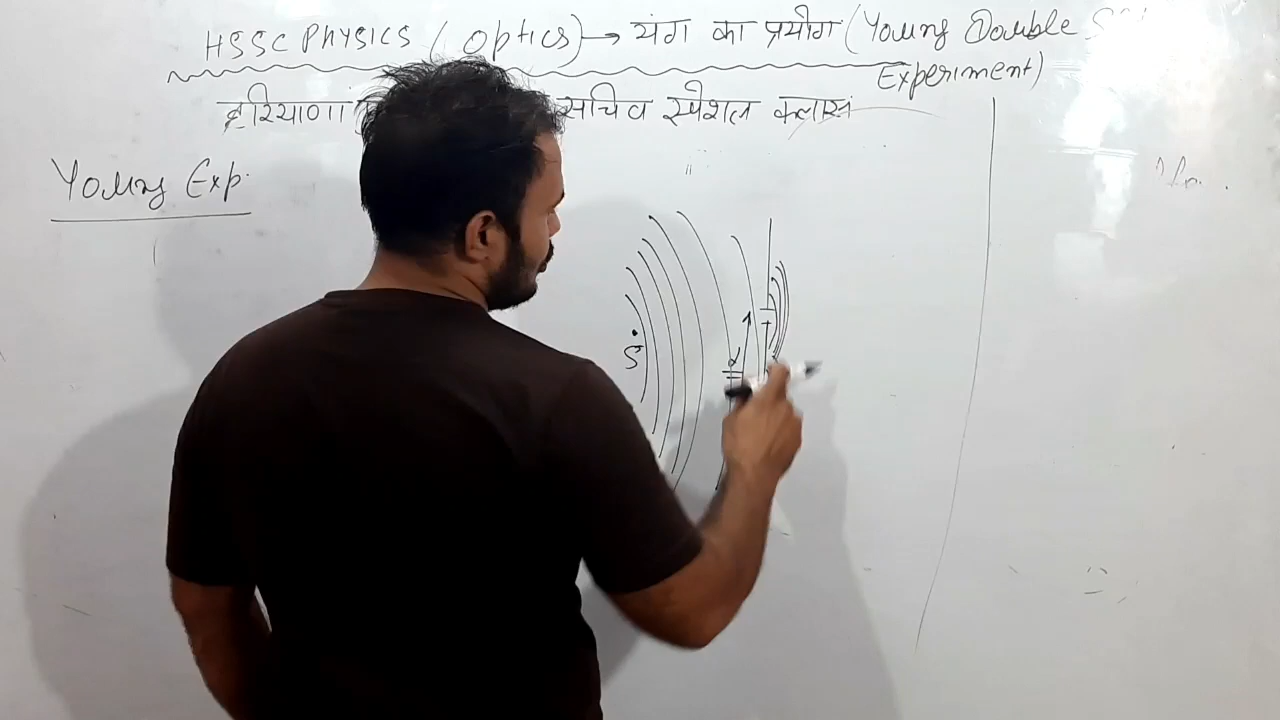 HSSC PHYSICS (Optics) → यंग का प्रयोग (Young Double
Experiment)
हरियाणा सचिव स्पेशल क्लास
Young Exp.
S
d